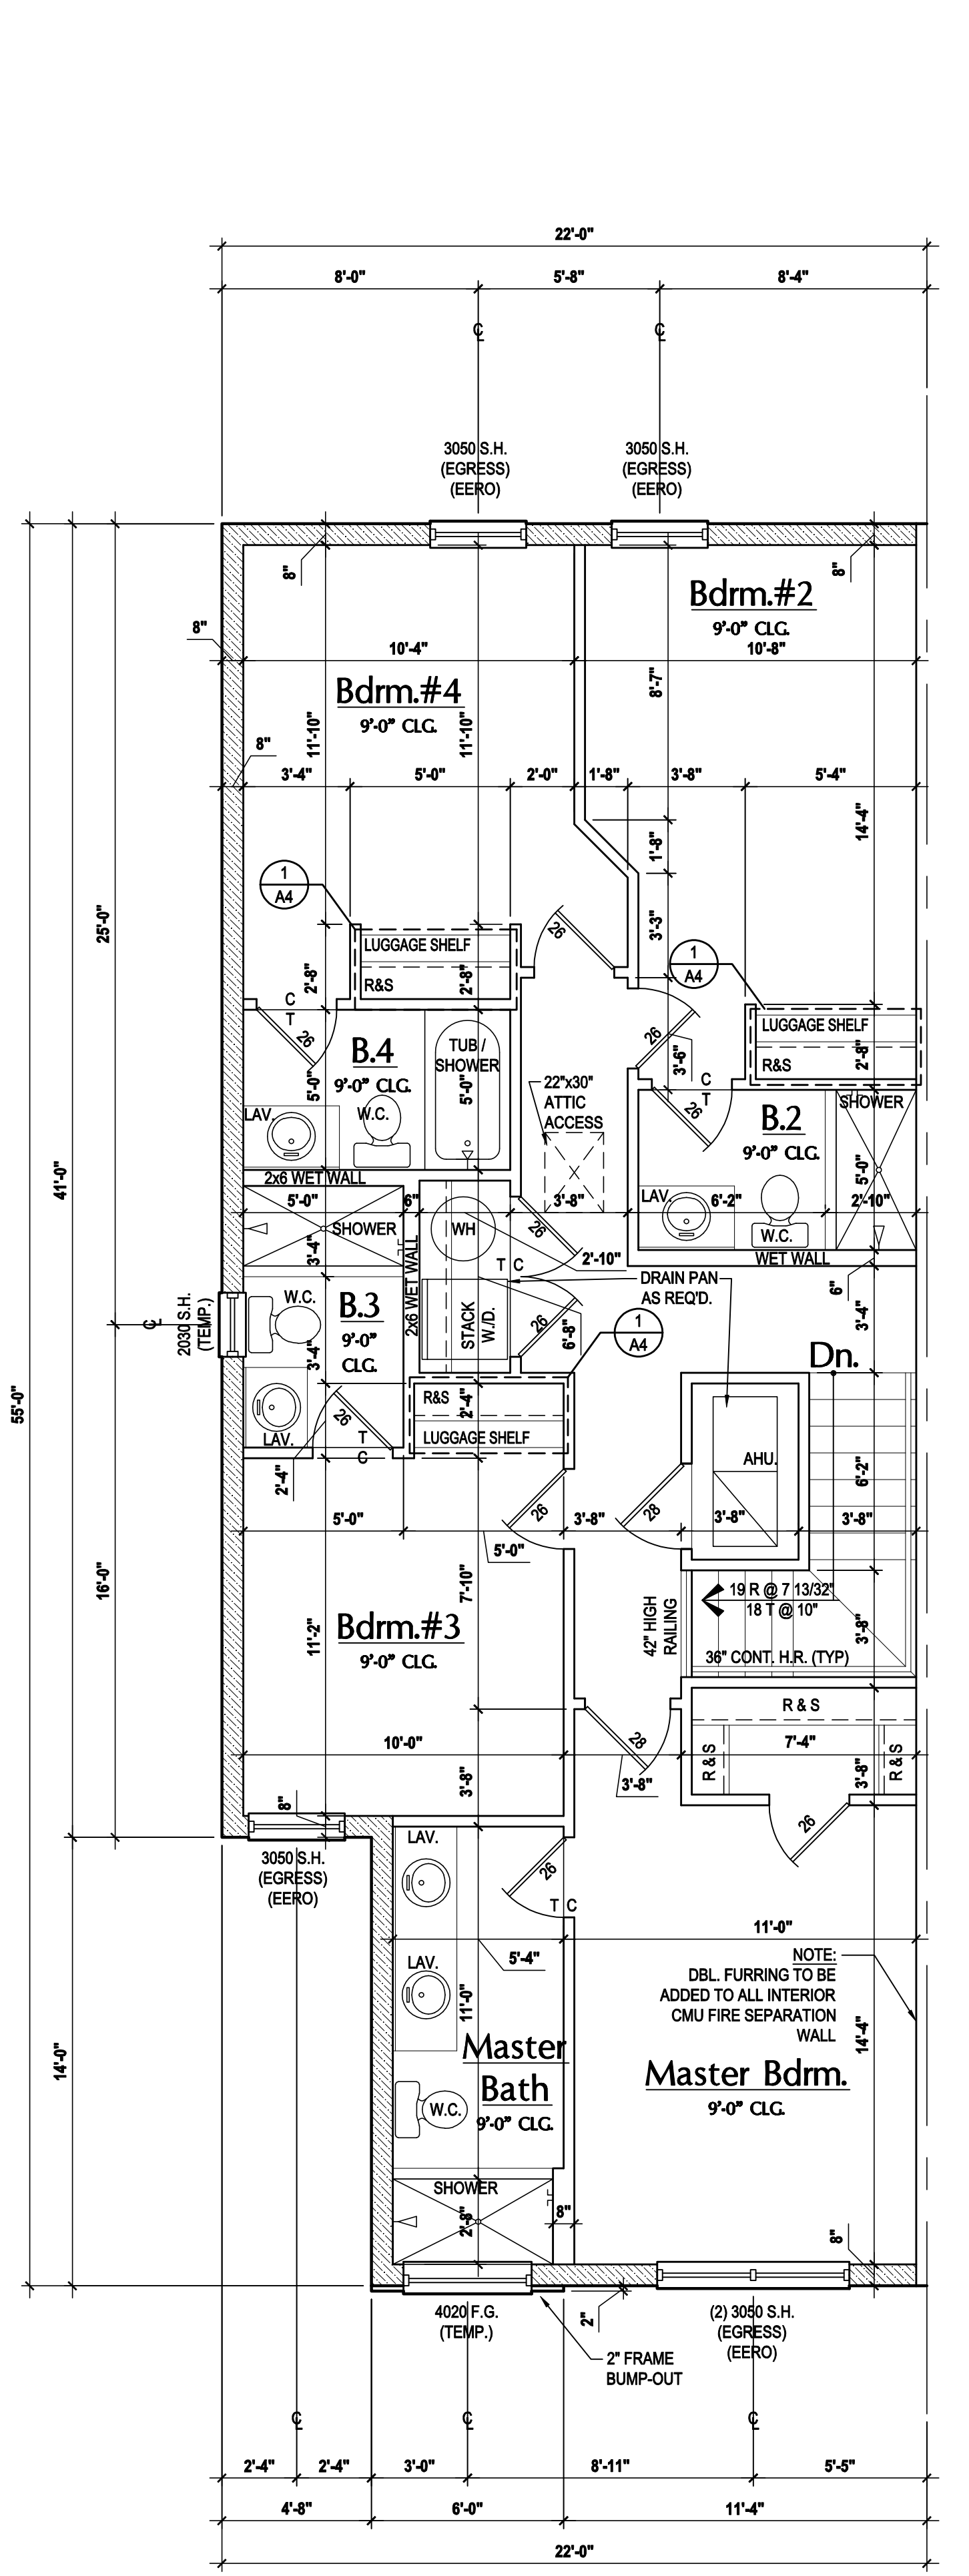 22'-0"
8'-0" 5'-8" 8'-4"
℄ ℄
3050 S.H. 3050 S.H.
(EGRESS) (EGRESS)
(EERO) (EERO)
8" 8"
Bdrm.#2
9'-0" CLG.
8"
10'-4" 10'-8"
Bdrm.#4
9'-0" CLG.
8'-7"
11'-10" 11'-10"
8"
3'-4" 5'-0" 2'-0" 1'-8" 3'-8" 5'-4"
14'-4"
1'-8"
1
A4
25'-0"
3'-3"
26
LUGGAGE SHELF
R&S
2'-8" 2'-8"
1
A4
C
T
26
B.4
9'-0" CLG.
TUB /
SHOWER
5'-0" 5'-0"
LAV.
W.C.
2x6 WET WALL
26
3'-6"
LUGGAGE SHELF
R&S
2'-8"
C
T
26
SHOWER
B.2
9'-0" CLG.
22"x30"
ATTIC
ACCESS
5'-0"
LAV.
W.C.
41'-0"
5'-0" 6" 3'-8" 6'-2" 2'-10"
SHOWER
3'-4"
WH
26
WET WALL
2'-10"
T C
DRAIN PAN
AS REQ'D.
6"
3'-4"
2x6 WET WALL
℄
2030 S.H.
(TEMP.)
W.C.
B.3
9'-0"
CLG.
3'-4"
STACK
W./D.
26
6'-8"
1
A4
Dn.
55'-0"
R&S
2'-4"
LUGGAGE SHELF
LAV.
26
T
C
2'-4"
AHU.
6'-2"
26
28
5'-0" 3'-8" 3'-8" 3'-8"
5'-0"
16'-0"
7'-10"
19 R @ 7 13/32"
18 T @ 10"
42" HIGH
RAILING
3'-8"
36" CONT. H.R. (TYP)
Bdrm.#3
9'-0" CLG.
11'-2"
R & S
28
10'-0" 7'-4"
3'-8"
R & S R & S
3'-8" 3'-8"
8"
26
3050 S.H.
(EGRESS)
(EERO)
LAV.
26
T C
11'-0"
5'-4"
LAV.
NOTE:
DBL. FURRING TO BE
ADDED TO ALL INTERIOR
CMU FIRE SEPARATION
WALL
11'-0"
14'-4"
14'-0"
Master
Bath
9'-0" CLG.
W.C.
Master Bdrm.
9'-0" CLG.
SHOWER
2'-8"
8"
8"
4020 F.G.
(TEMP.)
2"
(2) 3050 S.H.
(EGRESS)
(EERO)
2" FRAME
BUMP-OUT
℄ ℄ ℄
2'-4" 2'-4" 3'-0" 8'-11" 5'-5"
4'-8" 6'-0" 11'-4"
22'-0"